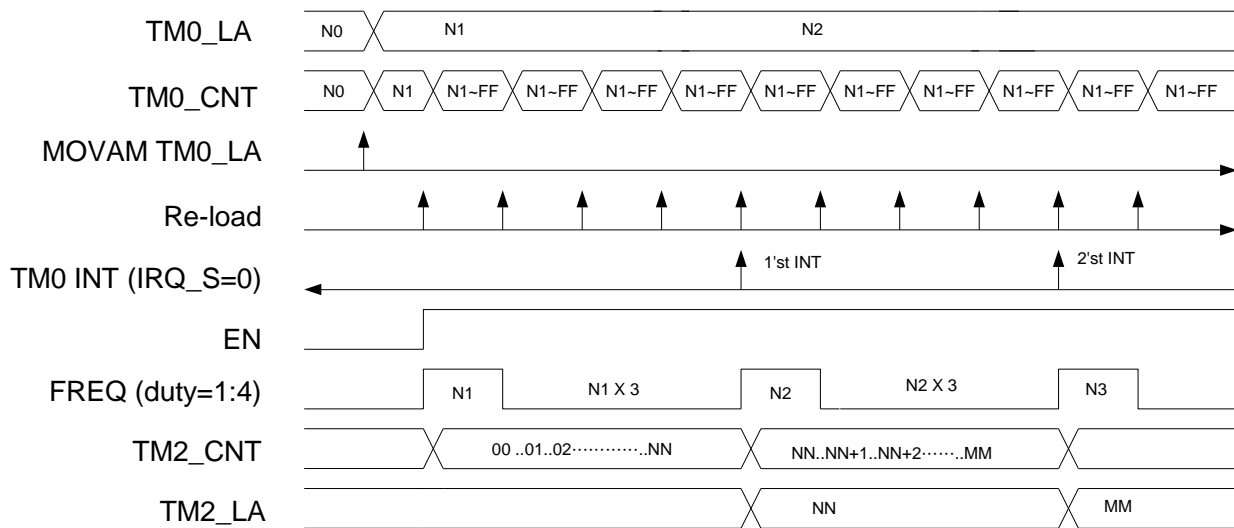 TM0_LA N0 N1 N2
TM0_CNT N0 N1 N1~FF N1~FF N1~FF N1~FF N1~FF N1~FF N1~FF N1~FF N1~FF N1~FF
MOVAM TM0_LA
Re-load
TM0 INT (IRQ_S=0) 1'st INT 2'st INT
EN
FREQ (duty=1:4) N1 N1 X 3 N2 N2 X 3 N3
TM2_CNT 00 ..01..02············..NN NN..NN+1..NN+2······..MM
TM2_LA NN MM